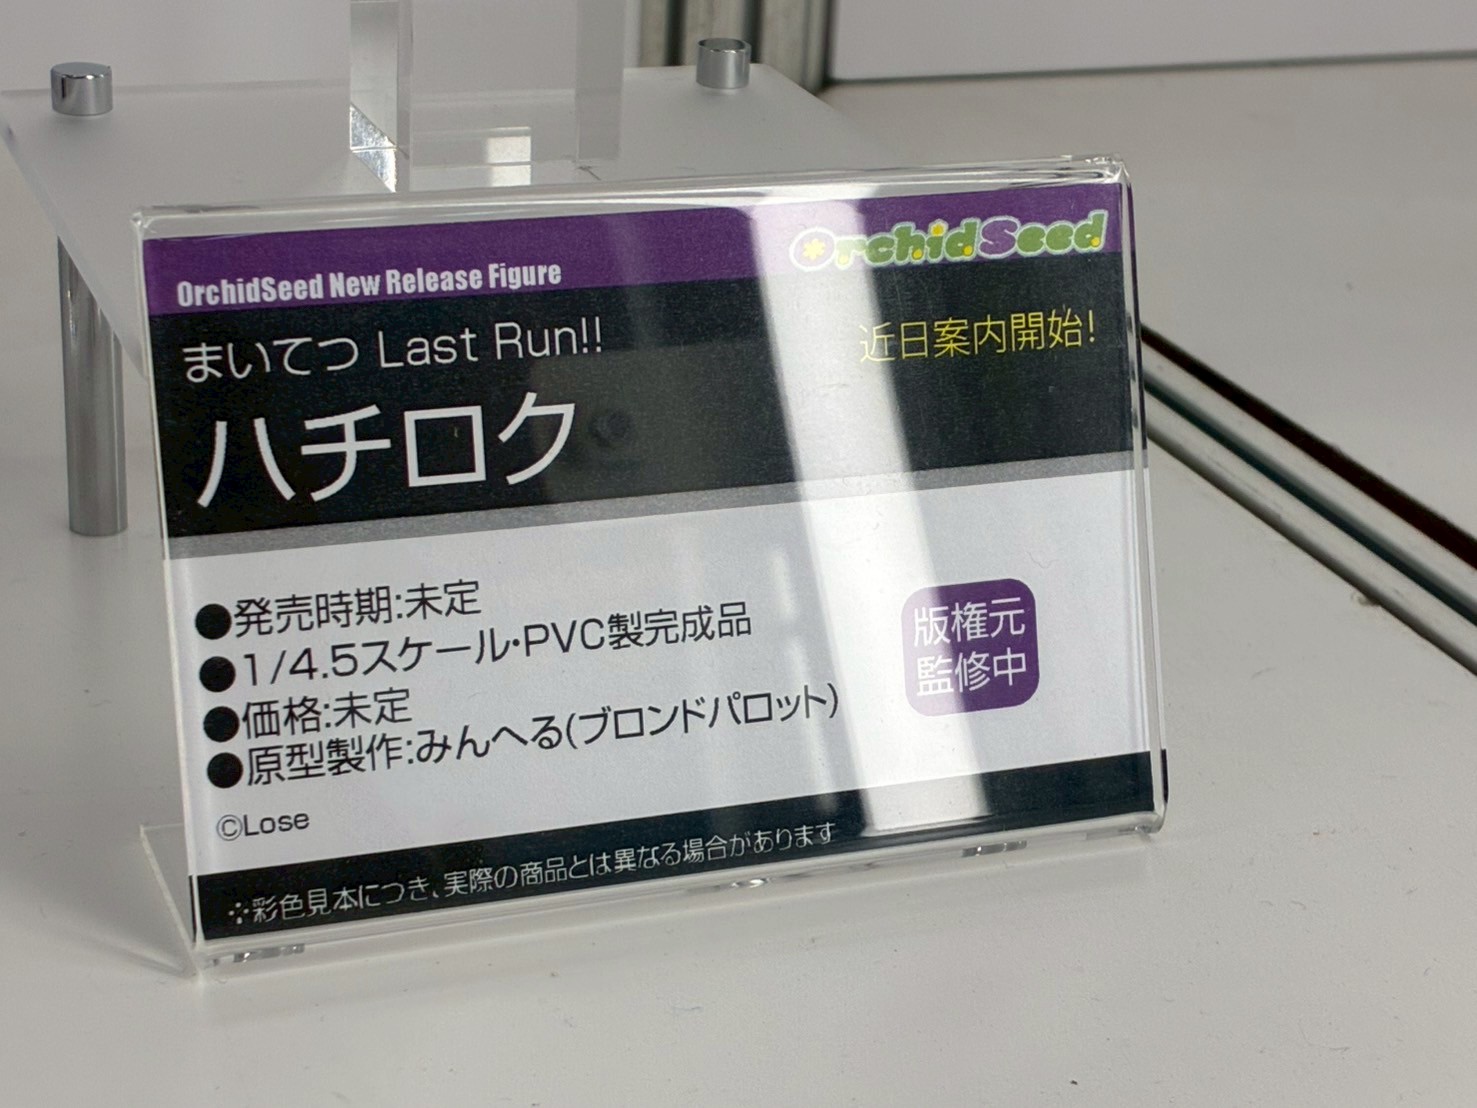 OrchidSeed New Release Figure
OrchidSeed
まいてつ Last Run!!
近日案内開始!
ハチロク
●発売時期:未定
●1/4.5スケール・PVC製完成品
●価格:未定
●原型製作:みんへる(ブロンドパロット)
版権元
監修中
©Lose
※彩色見本につき、実際の商品とは異なる場合があります